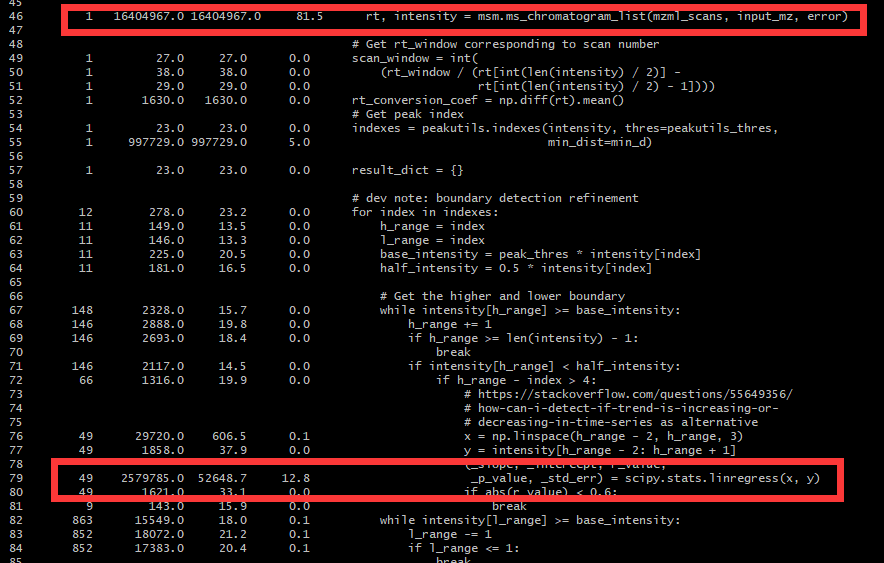 45
46 1 16404967.0 16404967.0 81.5 rt, intensity = msm.ms_chromatogram_list(mzml_scans, input_mz, error)
47
48 # Get rt_window corresponding to scan number
49 1 27.0 27.0 0.0 scan_window = int(
50 1 38.0 38.0 0.0 (rt_window / (rt[int(len(intensity) / 2)] -
51 1 29.0 29.0 0.0 rt[int(len(intensity) / 2) - 1])))
52 1 1630.0 1630.0 0.0 rt_conversion_coef = np.diff(rt).mean()
53 # Get peak index
54 1 23.0 23.0 0.0 indexes = peakutils.indexes(intensity, thres=peakutils_thres,
55 1 997729.0 997729.0 5.0 min_dist=min_d)
56
57 1 23.0 23.0 0.0 result_dict = {}
58
59 # dev note: boundary detection refinement
60 12 278.0 23.2 0.0 for index in indexes:
61 11 149.0 13.5 0.0 h_range = index
62 11 146.0 13.3 0.0 l_range = index
63 11 225.0 20.5 0.0 base_intensity = peak_thres * intensity[index]
64 11 181.0 16.5 0.0 half_intensity = 0.5 * intensity[index]
65
66 # Get the higher and lower boundary
67 148 2328.0 15.7 0.0 while intensity[h_range] >= base_intensity:
68 146 2888.0 19.8 0.0 h_range += 1
69 146 2693.0 18.4 0.0 if h_range >= len(intensity) - 1:
70 break
71 146 2117.0 14.5 0.0 if intensity[h_range] < half_intensity:
72 66 1316.0 19.9 0.0 if h_range - index > 4:
73 # https://stackoverflow.com/questions/55649356/
74 # how-can-i-detect-if-trend-is-increasing-or-
75 # decreasing-in-time-series as alternative
76 49 29720.0 606.5 0.1 x = np.linspace(h_range - 2, h_range, 3)
77 49 1858.0 37.9 0.0 y = intensity[h_range - 2: h_range + 1]
78 (_slope, _intercept, r_value,
79 49 2579785.0 52648.7 12.8 _p_value, _std_err) = scipy.stats.linregress(x, y)
80 49 1621.0 33.1 0.0 if abs(r_value) < 0.6:
81 9 143.0 15.9 0.0 break
82 863 15549.0 18.0 0.1 while intensity[l_range] >= base_intensity:
83 852 18072.0 21.2 0.1 l_range -= 1
84 852 17383.0 20.4 0.1 if l_range <= 1:
85 break